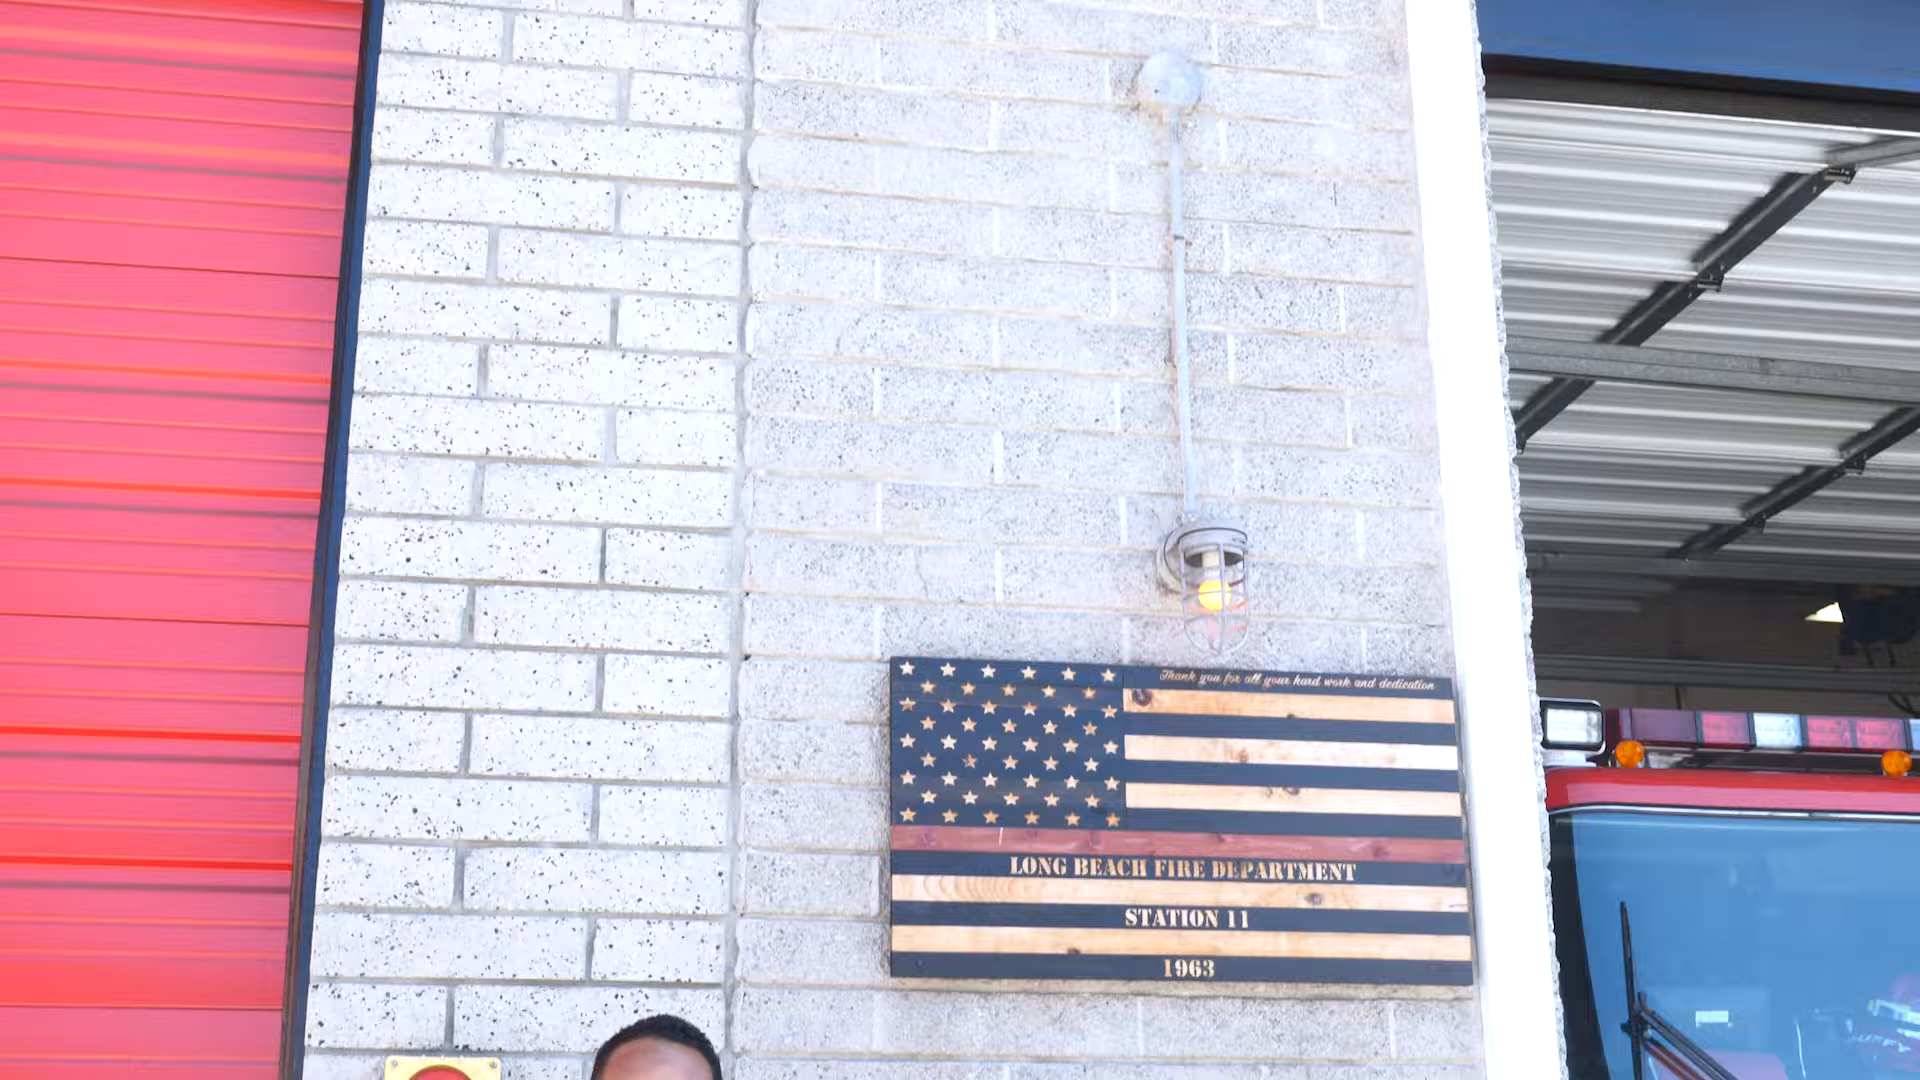 Thank you for all your hard work and dedication
LONG BEACH FIRE DEPARTMENT
STATION 11
1963